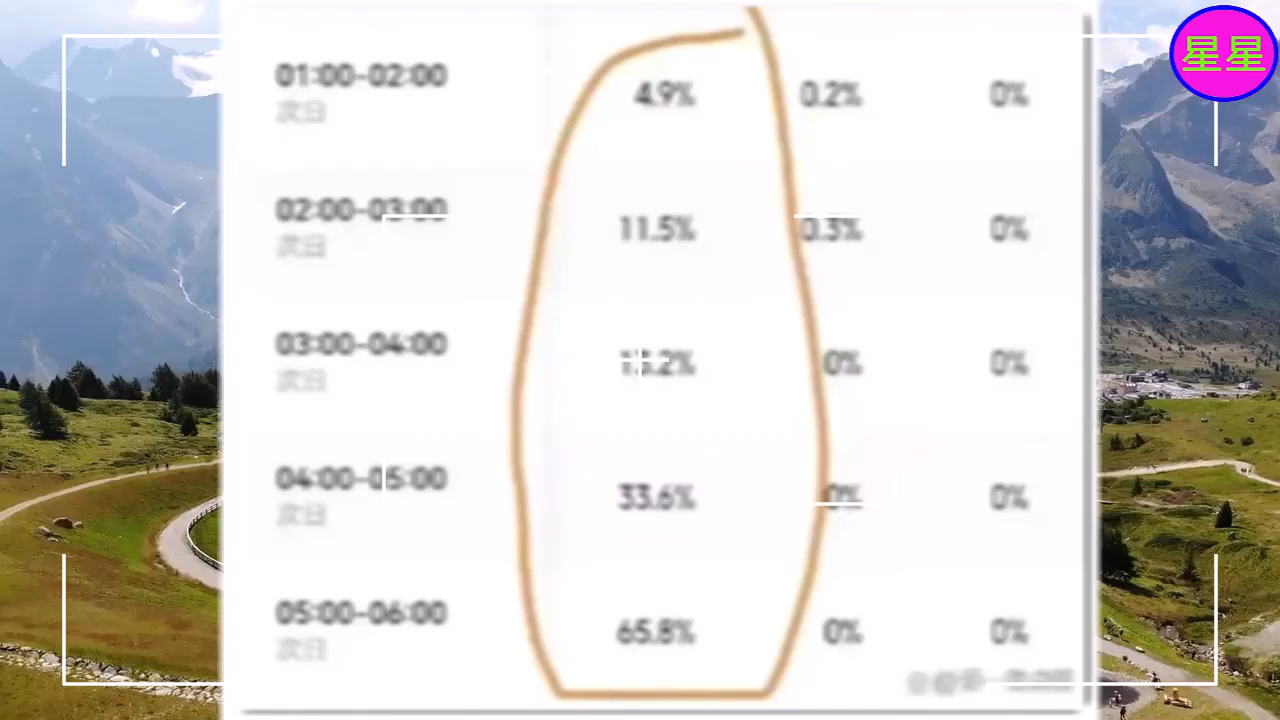 星星
01:00-02:00 4.9% 0.2% 0%
次日
02:00-03:00 11.5% 0.3% 0%
次日
03:00-04:00 13.2% 0% 0%
次日
04:00-05:00 33.6% 0% 0%
次日
05:00-06:00 65.8% 0% 0%
次日